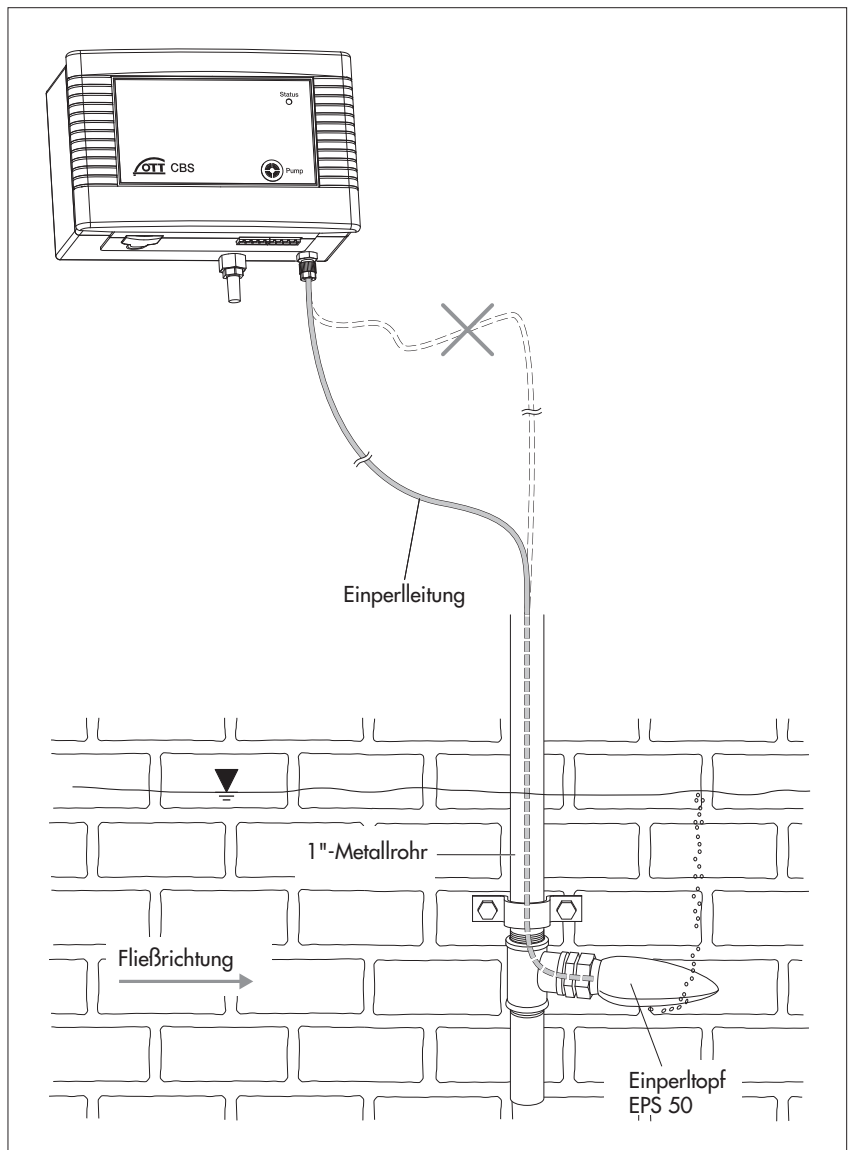 Status
OTT CBS
Pump
Einperlleitung
1"-Metallrohr
Fließrichtung
Einperltopf
EPS 50